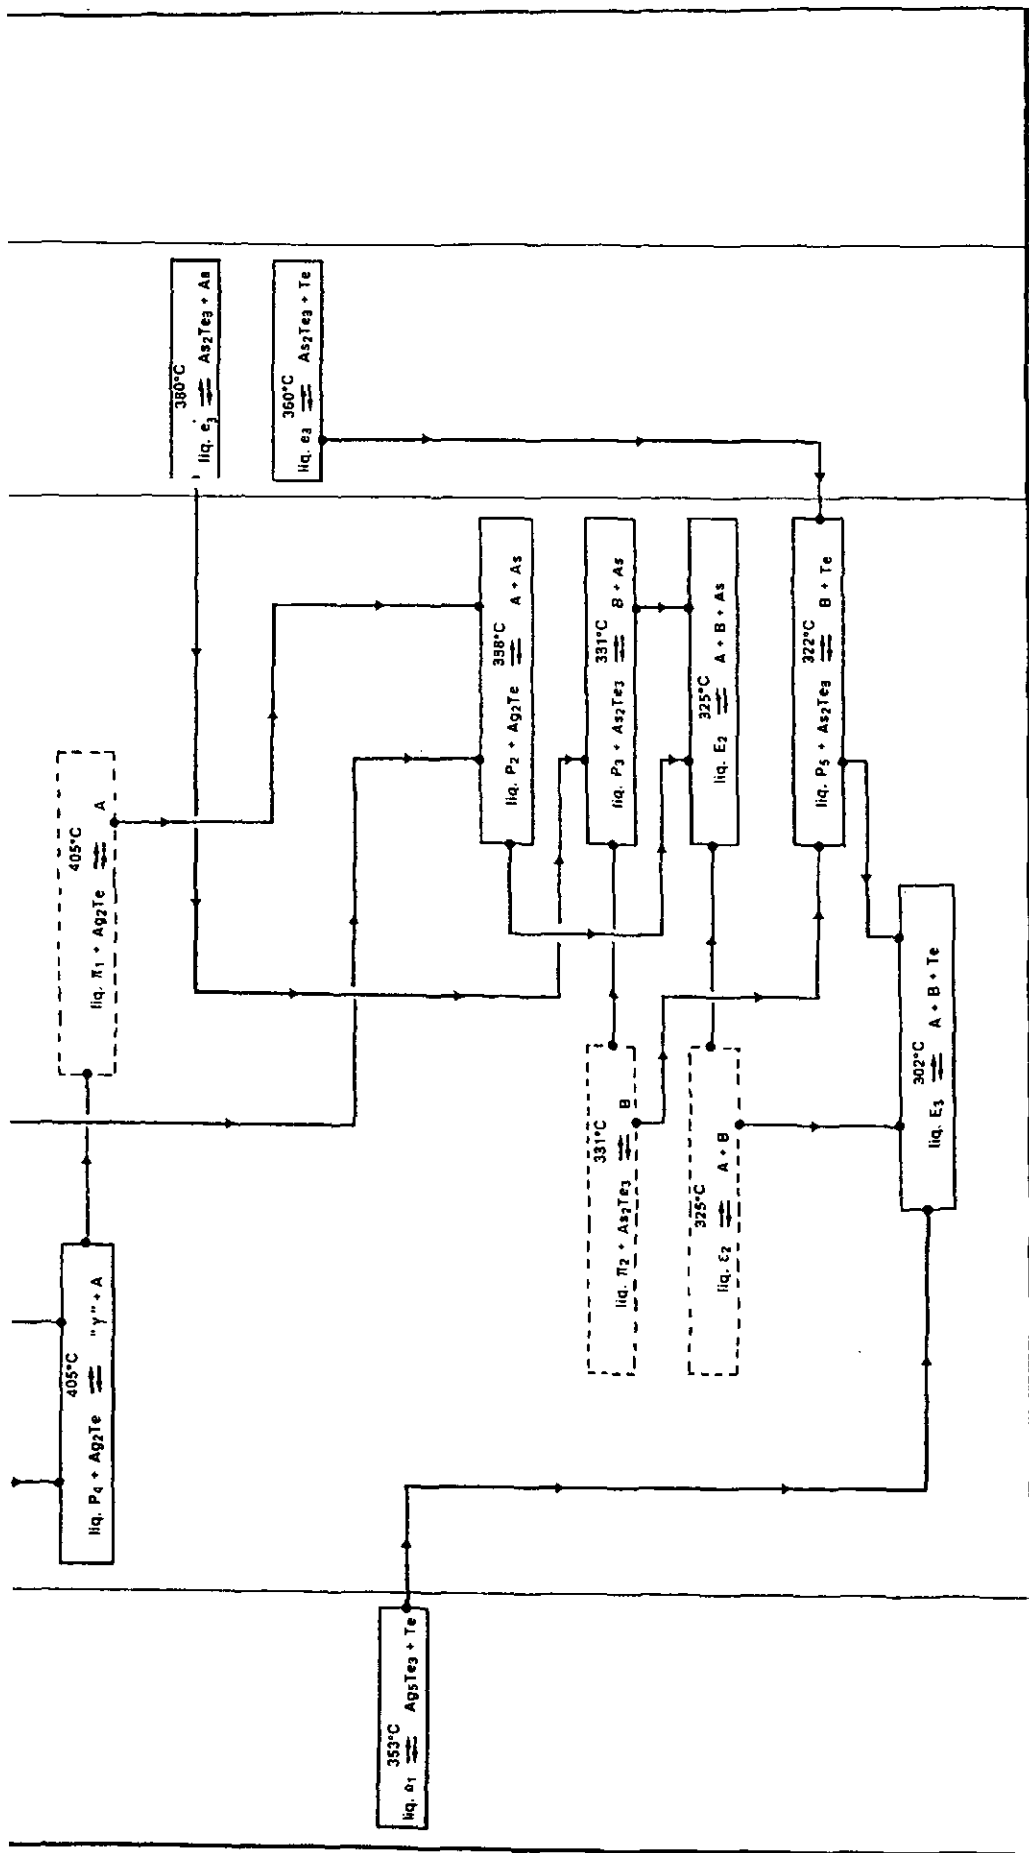 380°C
liq. e'3 ⇌ As2Te3 + As
360°C
liq. e3 ⇌ As2Te3 + Te
405°C
liq. π1 + Ag2Te ⇌ A
338°C
liq. P2 + Ag2Te ⇌ A + As
331°C
liq. P3 + As2Te3 ⇌ B + As
325°C
liq. E2 ⇌ A + B + As
322°C
liq. P5 + As2Te3 ⇌ B + Te
405°C
liq. P4 + Ag2Te ⇌ "γ" + A
331°C
liq. π2 + As2Te3 ⇌ B
325°C
liq. ε2 ⇌ A + B
302°C
liq. E3 ⇌ A + B + Te
353°C
liq. e1 ⇌ Ag5Te3 + Te